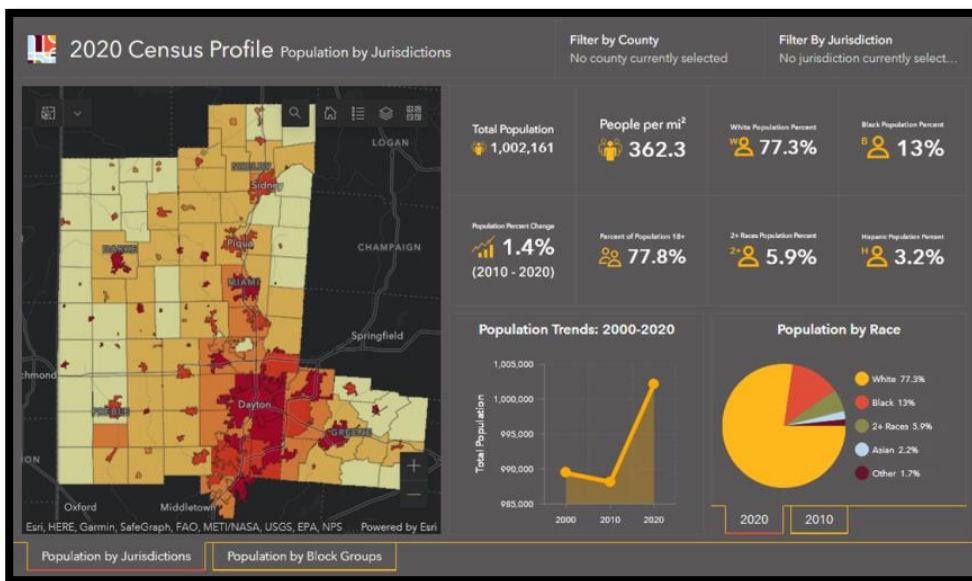 2020 Census Profile Population by Jurisdictions
Filter by County
No county currently selected
Filter By Jurisdiction
No jurisdiction currently select...
LOGAN
SHELBY
Sidney
DARKE
Piqua
CHAMPAIGN
MIAMI
Springfield
chmond
Dayton
PREBLE
GREENE
ON
Oxford
Middletown
Esri, HERE, Garmin, SafeGraph, FAO, METI/NASA, USGS, EPA, NPS
Powered by Esri
Total Population
1,002,161
People per mi²
362.3
White Population Percent
W 77.3%
Black Population Percent
B 13%
Population Percent Change
1.4%
(2010 - 2020)
Percent of Population 18+
77.8%
2+ Races Population Percent
2+ 5.9%
Hispanic Population Percent
H 3.2%
Population Trends: 2000-2020
Total Population
1,005,000
1,000,000
995,000
990,000
985,000
2000 2010 2020
Population by Race
White 77.3%
Black 13%
2+ Races 5.9%
Asian 2.2%
Other 1.7%
2020
2010
Population by Jurisdictions
Population by Block Groups